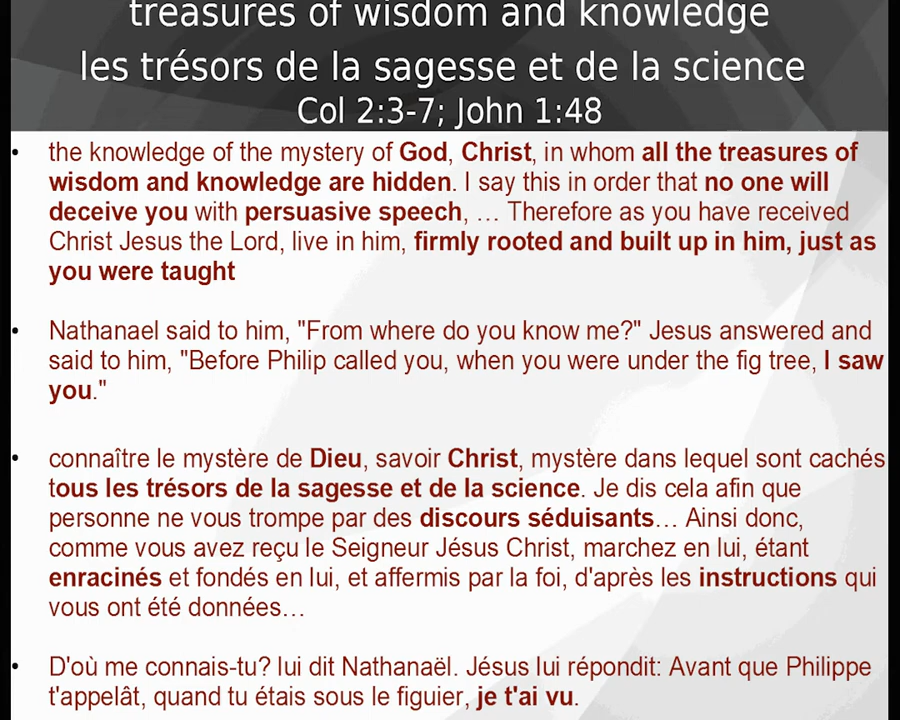 treasures of wisdom and knowledge
les trésors de la sagesse et de la science
Col 2:3-7; John 1:48
• the knowledge of the mystery of God, Christ, in whom all the treasures of
wisdom and knowledge are hidden. I say this in order that no one will
deceive you with persuasive speech, … Therefore as you have received
Christ Jesus the Lord, live in him, firmly rooted and built up in him, just as
you were taught
• Nathanael said to him, "From where do you know me?" Jesus answered and
said to him, "Before Philip called you, when you were under the fig tree, I saw
you."
• connaître le mystère de Dieu, savoir Christ, mystère dans lequel sont cachés
tous les trésors de la sagesse et de la science. Je dis cela afin que
personne ne vous trompe par des discours séduisants… Ainsi donc,
comme vous avez reçu le Seigneur Jésus Christ, marchez en lui, étant
enracinés et fondés en lui, et affermis par la foi, d'après les instructions qui
vous ont été données…
• D'où me connais-tu? lui dit Nathanaël. Jésus lui répondit: Avant que Philippe
t'appelât, quand tu étais sous le figuier, je t'ai vu.